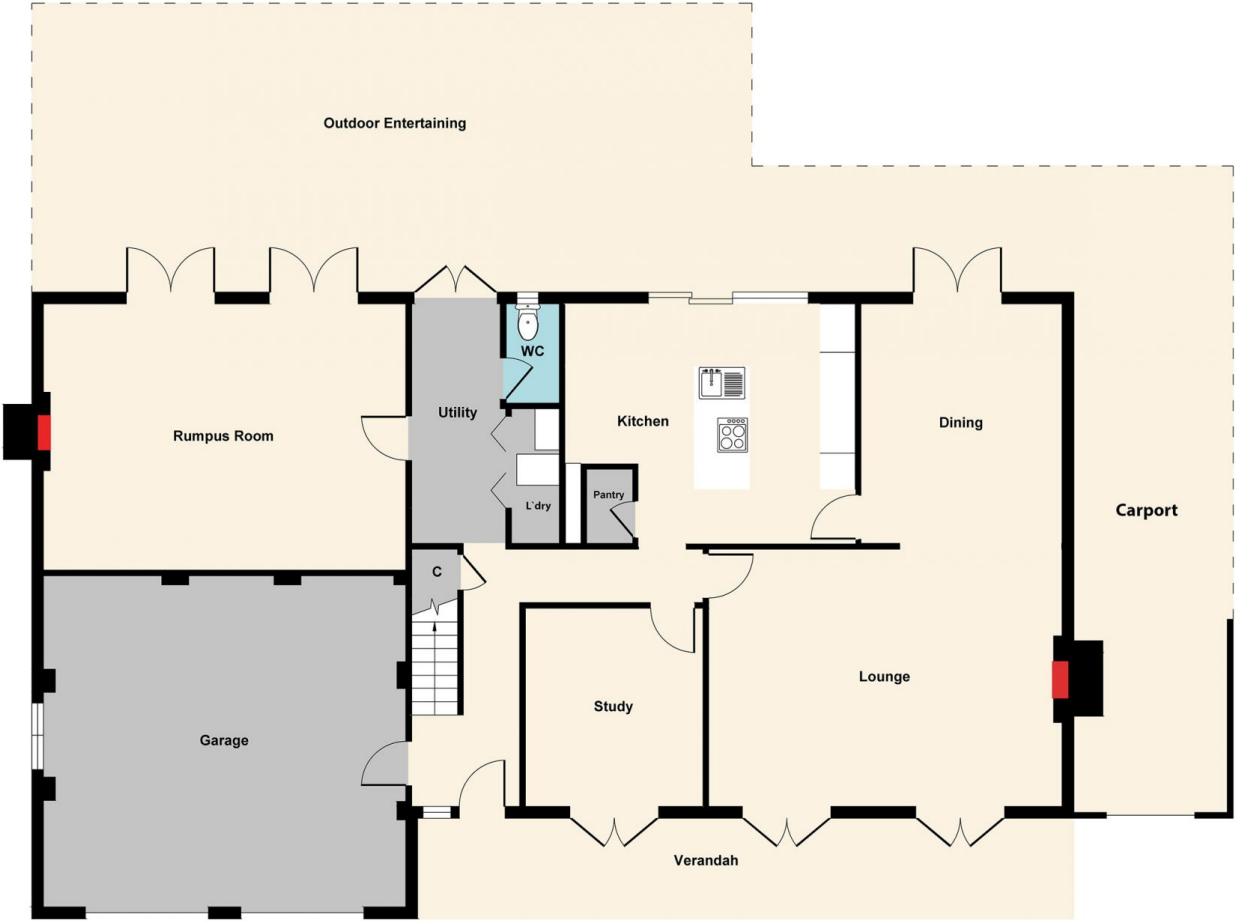 Outdoor Entertaining
WC
Utility
Kitchen
Dining
Rumpus Room
Pantry
L`dry
Carport
C
Lounge
Study
Garage
Verandah